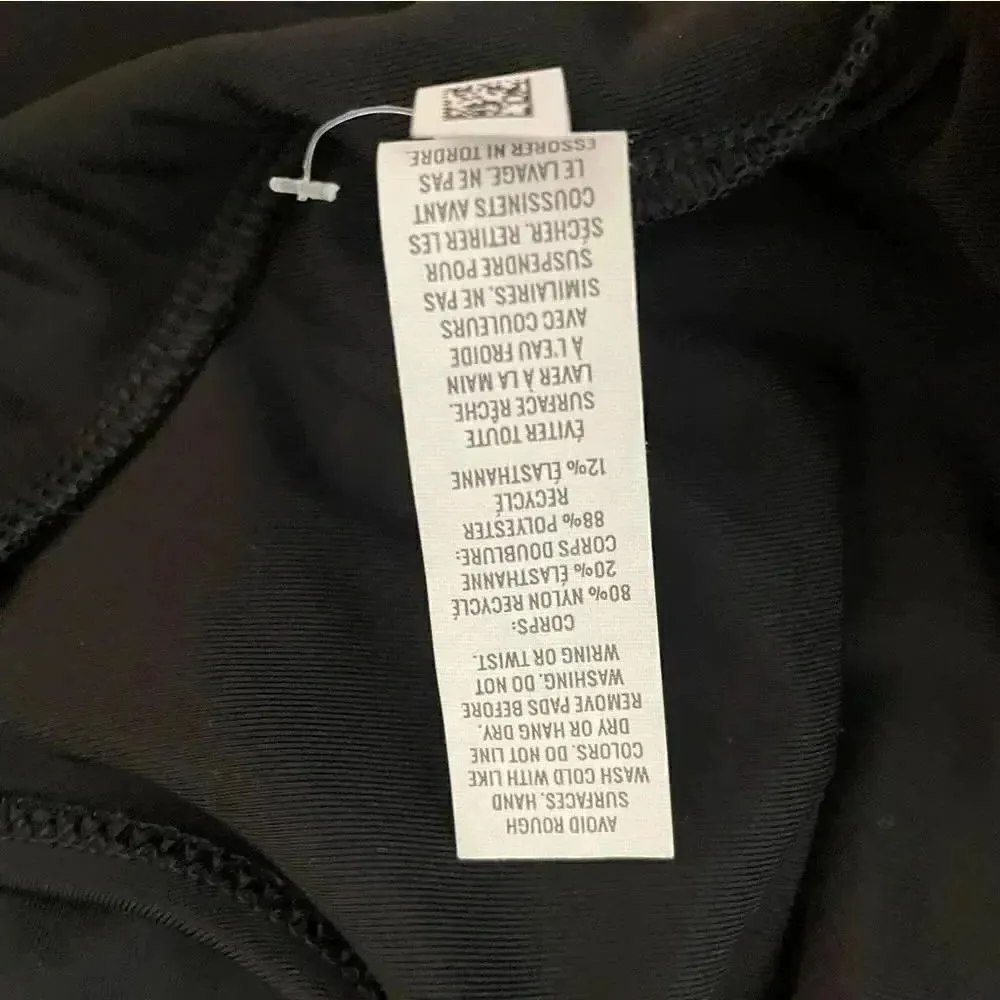 AVOID ROUGH
SURFACES. HAND
WASH COLD WITH LIKE
COLORS. DO NOT LINE
DRY OR HANG DRY.
REMOVE PADS BEFORE
WASHING. DO NOT
WRING OR TWIST.
CORPS:
80% NYLON RECYCLÉ
20% ÉLASTHANNE
CORPS DOUBLURE:
88% POLYESTER
RECYCLÉ
12% ÉLASTHANNE
ÉVITER TOUTE
SURFACE RÊCHE.
LAVER À LA MAIN
À L'EAU FROIDE
AVEC COULEURS
SIMILAIRES. NE PAS
SUSPENDRE POUR
SÉCHER. RETIRER LES
COUSSINETS AVANT
LE LAVAGE. NE PAS
ESSORER NI TORDRE.